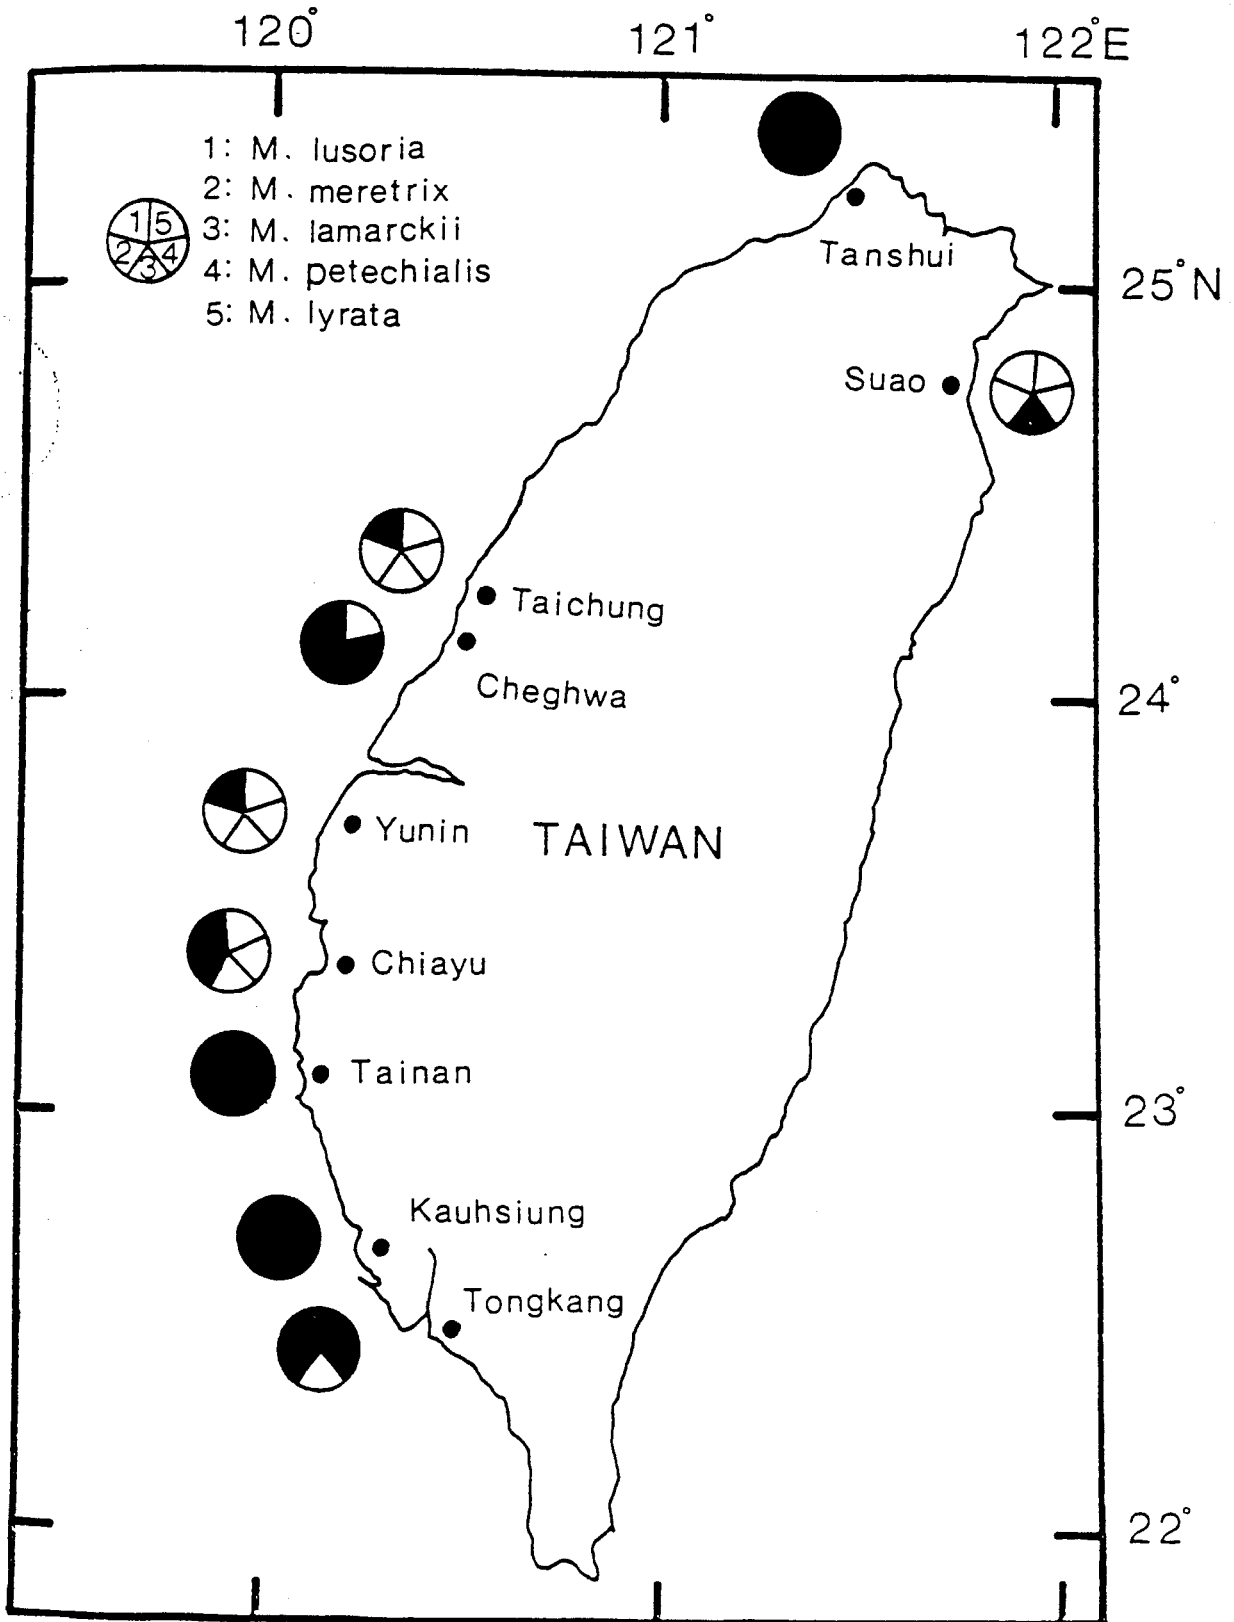 120°
121°
122°E
1: M. lusoria
2: M. meretrix
3: M. lamarckii
4: M. petechialis
5: M. lyrata
1 5
2 4
3
Tanshui
25°N
Suao
Taichung
Cheghwa
24°
Yunin
TAIWAN
Chiayu
Tainan
23°
Kauhsiung
Tongkang
22°